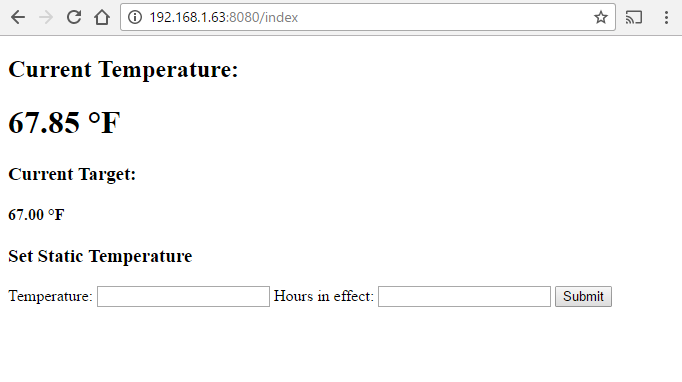 192.168.1.63:8080/index
Current Temperature:
67.85 °F
Current Target:
67.00 °F
Set Static Temperature
Temperature: Hours in effect: Submit